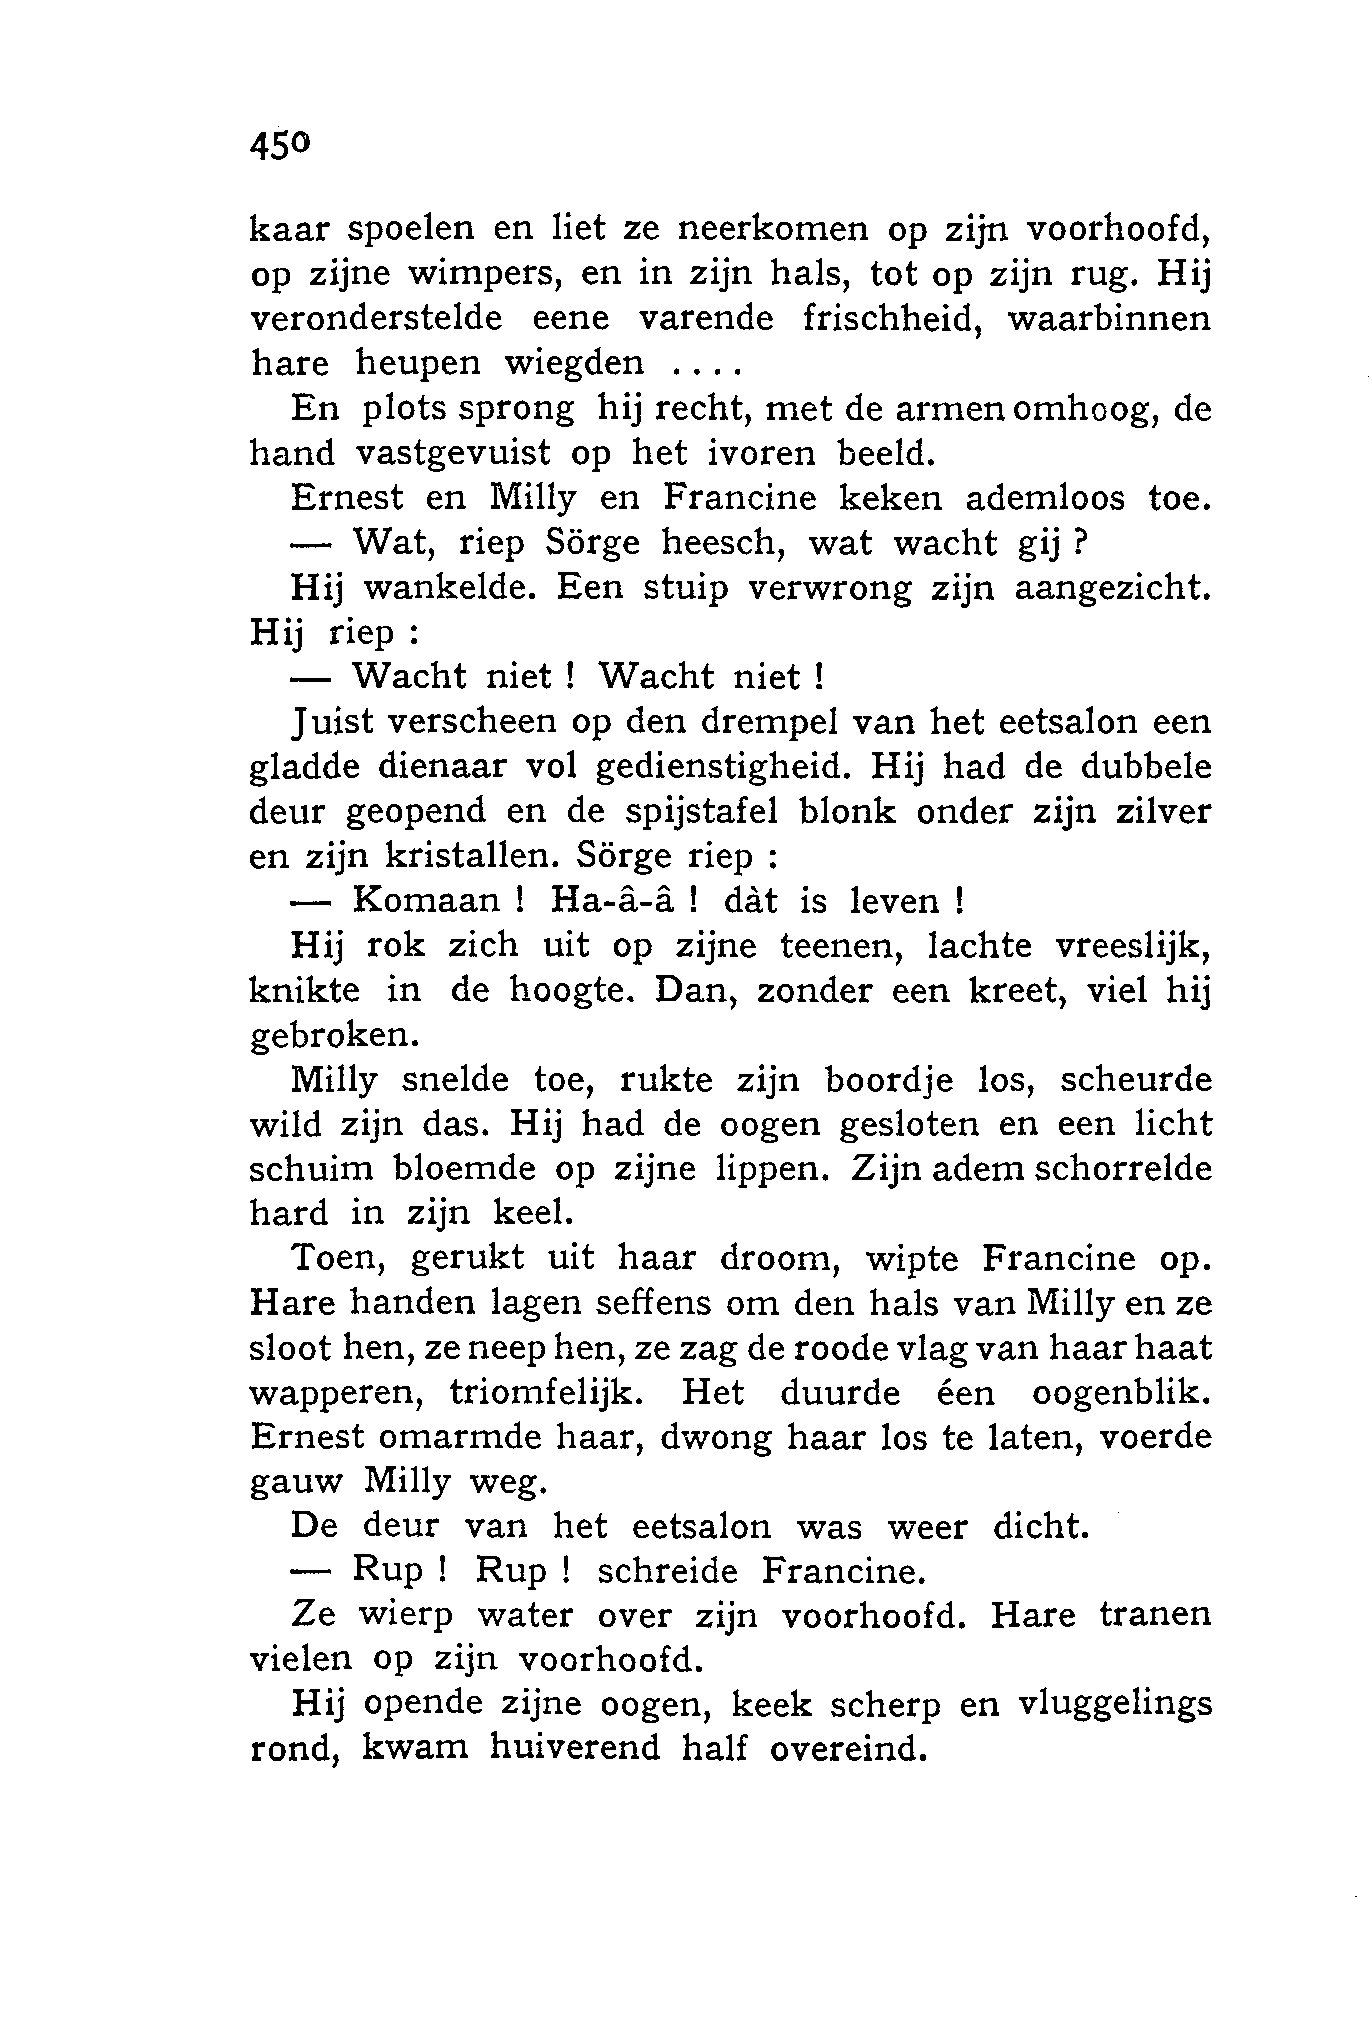 450
kaar spoelen en liet ze neerkomen op zijn voorhoofd,
op zijne wimpers, en in zijn hals, tot op zijn rug. Hij
veronderstelde eene varende frischheid, waarbinnen
hare heupen wiegden ....
En plots sprong hij recht, met de armen omhoog, de
hand vastgevuist op het ivoren beeld.
Ernest en Milly en Francine keken ademloos toe.
— Wat, riep Sörge heesch, wat wacht gij ?
Hij wankelde. Een stuip verwrong zijn aangezicht.
Hij riep :
— Wacht niet ! Wacht niet !
Juist verscheen op den drempel van het eetsalon een
gladde dienaar vol gedienstigheid. Hij had de dubbele
deur geopend en de spijstafel blonk onder zijn zilver
en zijn kristallen. Sörge riep :
— Komaan ! Ha-â-â ! dàt is leven !
Hij rok zich uit op zijne teenen, lachte vreeslijk,
knikte in de hoogte. Dan, zonder een kreet, viel hij
gebroken.
Milly snelde toe, rukte zijn boordje los, scheurde
wild zijn das. Hij had de oogen gesloten en een licht
schuim bloemde op zijne lippen. Zijn adem schorrelde
hard in zijn keel.
Toen, gerukt uit haar droom, wipte Francine op.
Hare handen lagen seffens om den hals van Milly en ze
sloot hen, ze neep hen, ze zag de roode vlag van haar haat
wapperen, triomfelijk. Het duurde éen oogenblik.
Ernest omarmde haar, dwong haar los te laten, voerde
gauw Milly weg.
De deur van het eetsalon was weer dicht.
— Rup ! Rup ! schreide Francine.
Ze wierp water over zijn voorhoofd. Hare tranen
vielen op zijn voorhoofd.
Hij opende zijne oogen, keek scherp en vluggelings
rond, kwam huiverend half overeind.